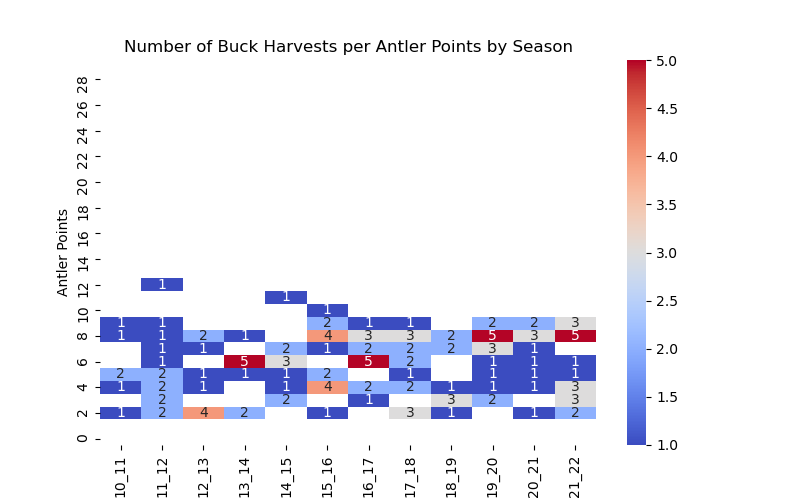 Number of Buck Harvests per Antler Points by Season
Antler Points
28
26
24
22
20
18
16
14
12 1
1
10 1
1 1 2 1 1 2 2 3
8 1 1 2 1 4 3 3 2 5 3 5
1 1 2 1 2 2 2 3 1
6 1 5 3 5 2 1 1 1
2 2 1 1 1 2 1 1 1 1
4 1 2 1 1 4 2 2 1 1 1 3
2 2 1 3 2 3
2 1 2 4 2 1 3 1 1 2
0
10_11 11_12 12_13 13_14 14_15 15_16 16_17 17_18 18_19 19_20 20_21 21_22
5.0
4.5
4.0
3.5
3.0
2.5
2.0
1.5
1.0